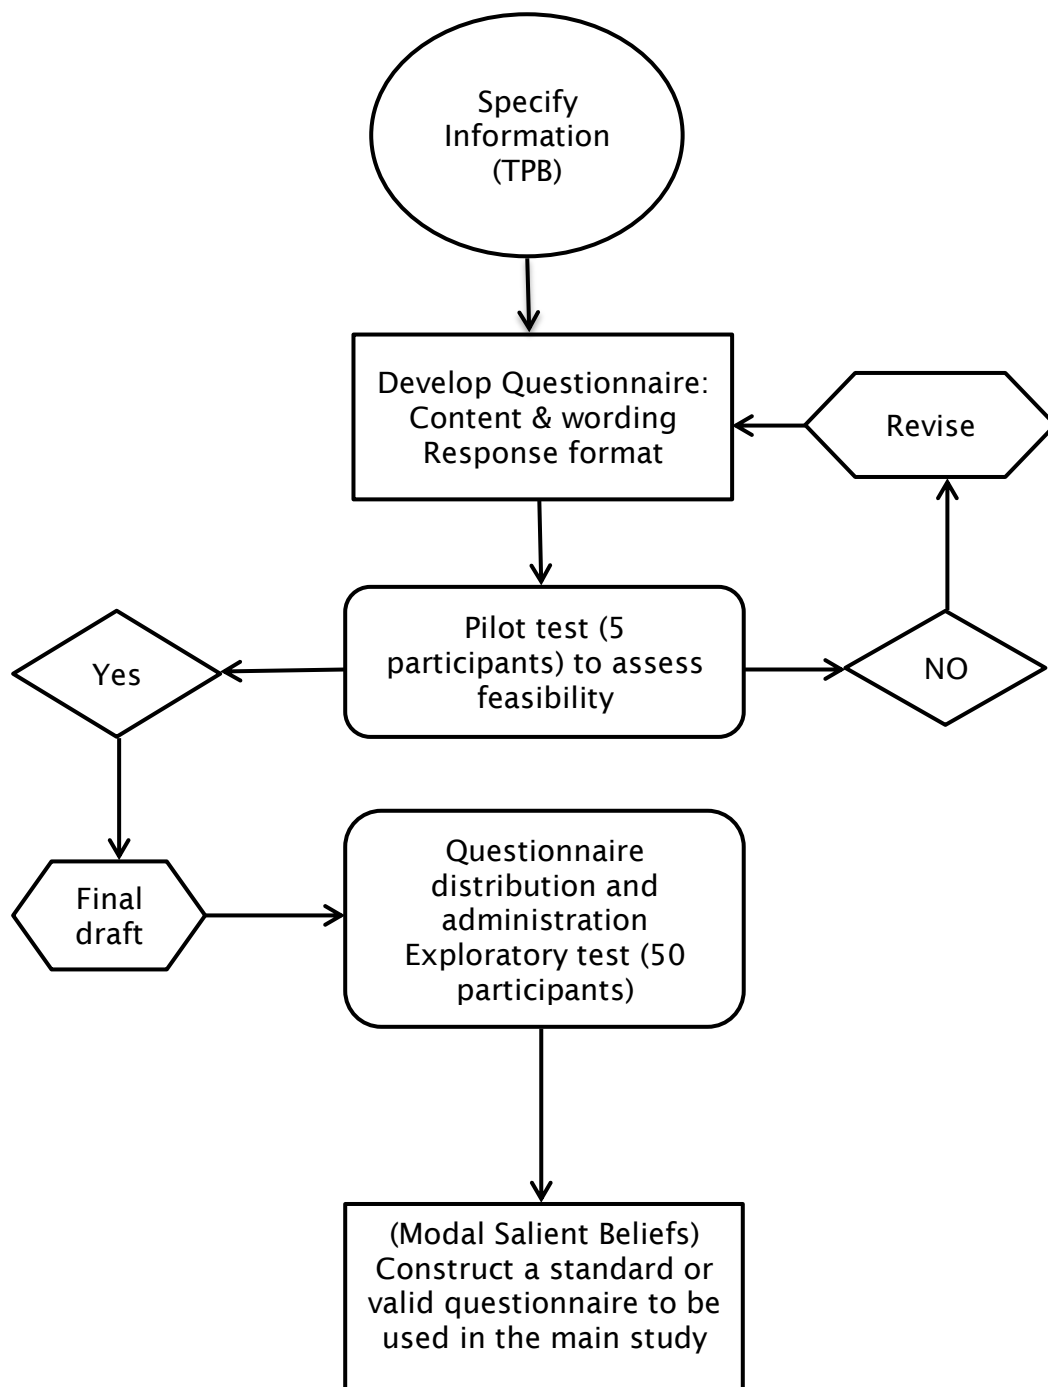 Specify
Information
(TPB)
Develop Questionnaire:
Content & wording
Response format
Revise
Pilot test (5
participants) to assess
feasibility
Yes
NO
Final
draft
Questionnaire
distribution and
administration
Exploratory test (50
participants)
(Modal Salient Beliefs)
Construct a standard or
valid questionnaire to be
used in the main study